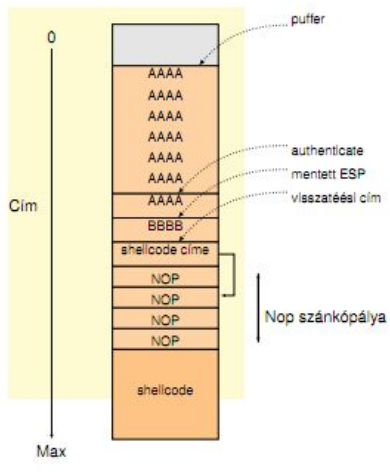 0
puffer
AAAA
AAAA
AAAA
AAAA
AAAA
AAAA
authenticate
AAAA
mentett ESP
Cím
BBBB
visszatéésl cím
shellcode címe
NOP
NOP
NOP
NOP
Nop szánkópálya
shellcode
Max